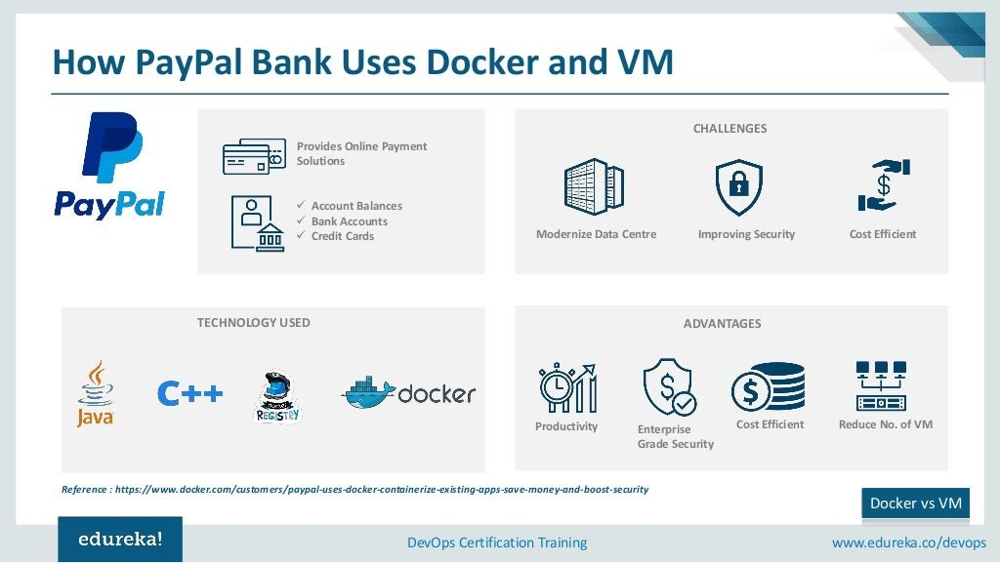 How PayPal Bank Uses Docker and VM
PayPal
Provides Online Payment
Solutions
✓ Account Balances
✓ Bank Accounts
✓ Credit Cards
CHALLENGES
Modernize Data Centre
Improving Security
Cost Efficient
TECHNOLOGY USED
Java
C++
REGISTRY
docker
ADVANTAGES
Productivity
Enterprise
Grade Security
Cost Efficient
Reduce No. of VM
Reference : https://www.docker.com/customers/paypal-uses-docker-containerize-existing-apps-save-money-and-boost-security
Docker vs VM
edureka!
DevOps Certification Training
www.edureka.co/devops